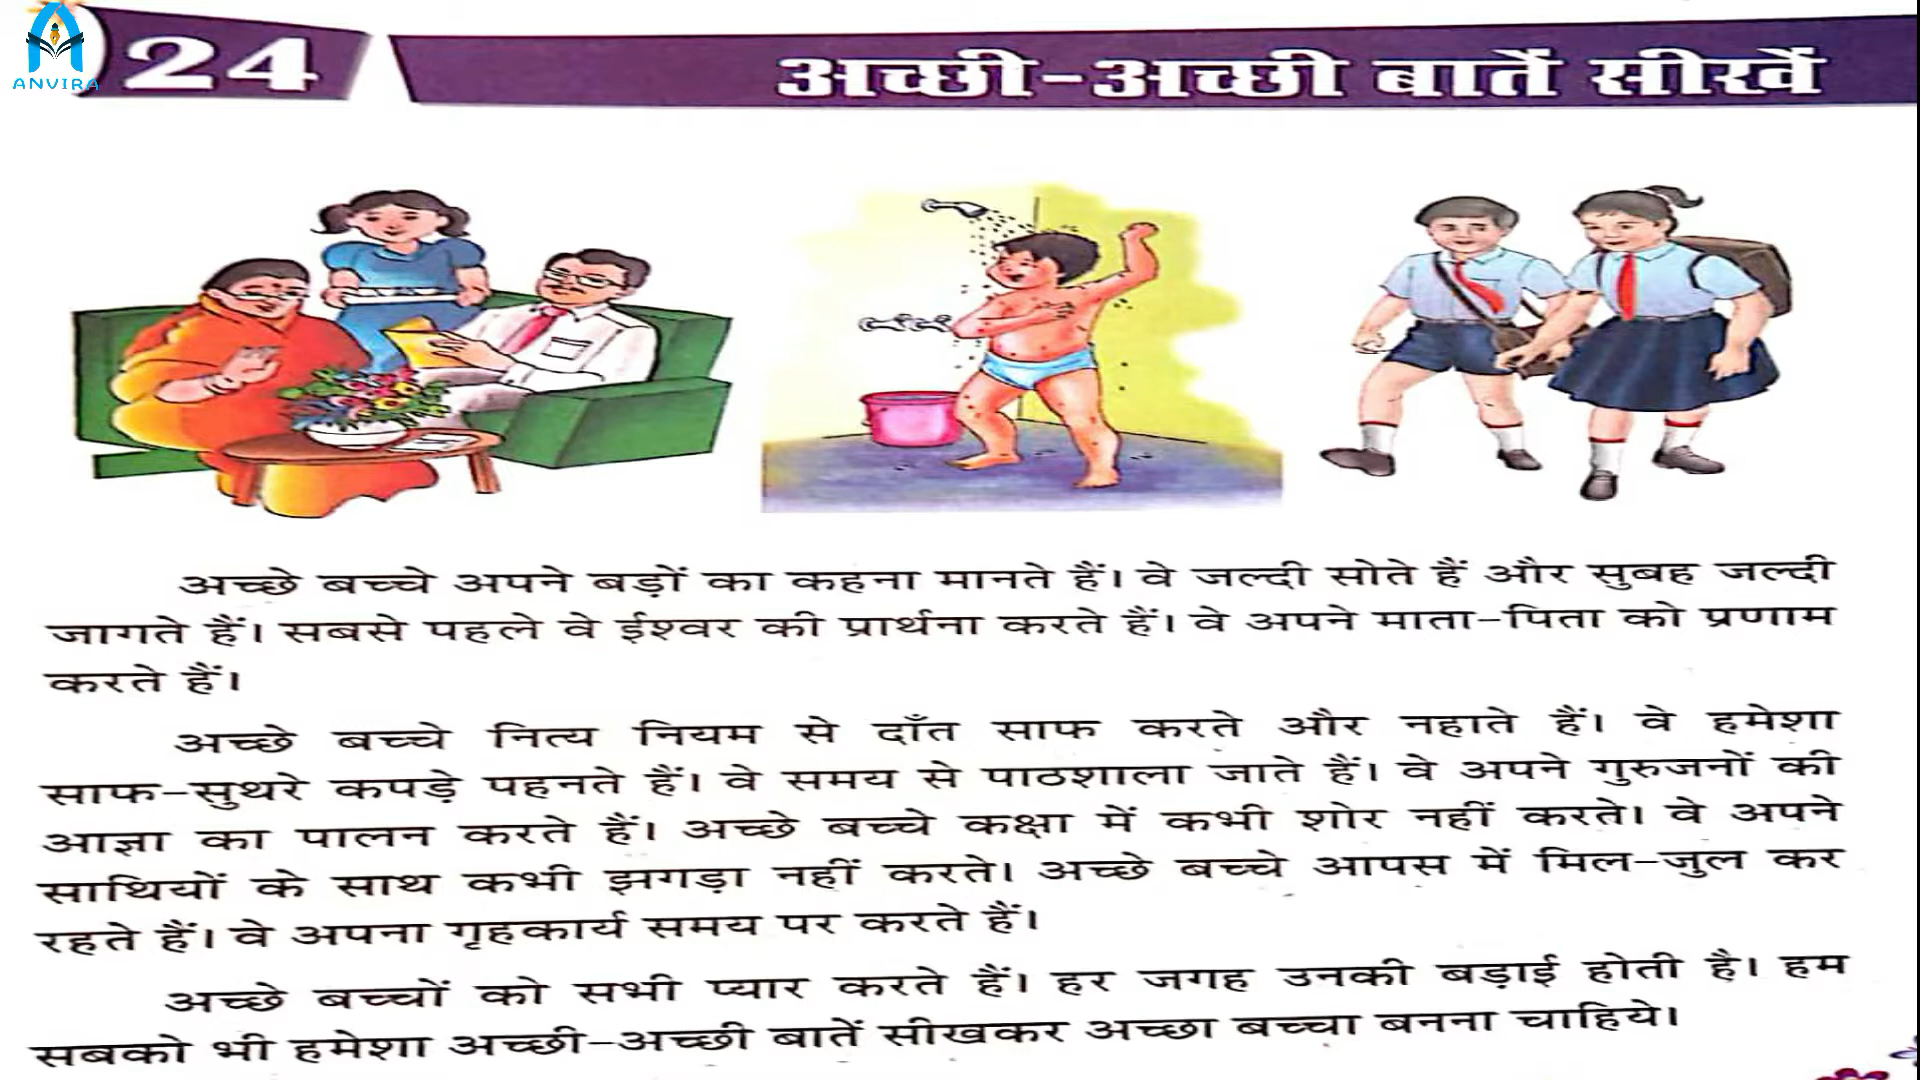 ANVIRA
24
अच्छी-अच्छी बातें सीखें
अच्छे बच्चे अपने बड़ों का कहना मानते हैं। वे जल्दी सोते हैं और सुबह जल्दी
जागते हैं। सबसे पहले वे ईश्वर की प्रार्थना करते हैं। वे अपने माता-पिता को प्रणाम
करते हैं।
अच्छे बच्चे नित्य नियम से दाँत साफ करते और नहाते हैं। वे हमेशा
साफ-सुथरे कपड़े पहनते हैं। वे समय से पाठशाला जाते हैं। वे अपने गुरुजनों की
आज्ञा का पालन करते हैं। अच्छे बच्चे कक्षा में कभी शोर नहीं करते। वे अपने
साथियों के साथ कभी झगड़ा नहीं करते। अच्छे बच्चे आपस में मिल-जुल कर
रहते हैं। वे अपना गृहकार्य समय पर करते हैं।
अच्छे बच्चों को सभी प्यार करते हैं। हर जगह उनकी बड़ाई होती है। हम
सबको भी हमेशा अच्छी-अच्छी बातें सीखकर अच्छा बच्चा बनना चाहिये।